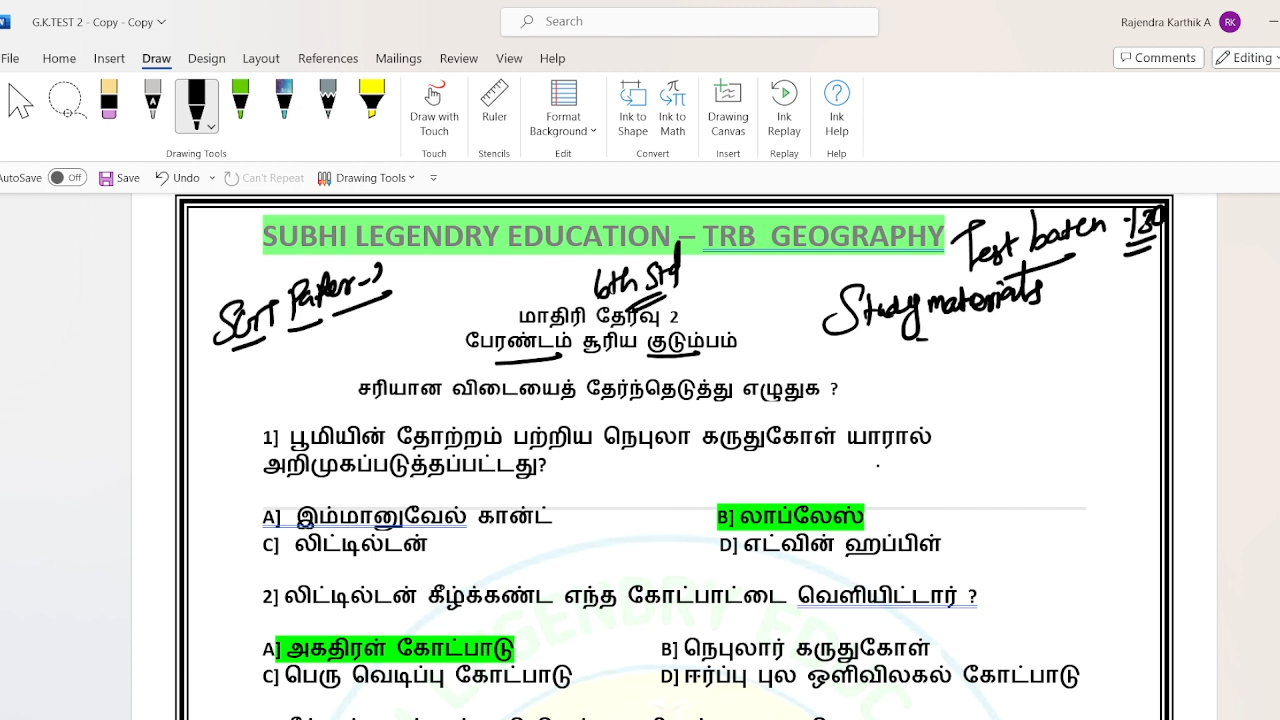 G.K.TEST 2 - Copy - Copy
Search
Rajendra Karthik A RK
File Home Insert Draw Design Layout References Mailings Review View Help
Comments Editing
Draw with Touch
Ruler
Format Background
Ink to Shape
Ink to Math
Drawing Canvas
Ink Replay
Ink Help
Drawing Tools Touch Stencils Edit Convert Insert Replay Help
AutoSave Off Save Undo Can't Repeat Drawing Tools
SUBHI LEGENDRY EDUCATION – TRB GEOGRAPHY
Test
6th Std
Study materials
மாதிரி தேர்வு 2
பேரண்டம் சூரிய குடும்பம்
சரியான விடையைத் தேர்ந்தெடுத்து எழுதுக ?
1] பூமியின் தோற்றம் பற்றிய நெபுலா கருதுகோள் யாரால்
அறிமுகப்படுத்தப்பட்டது?
A] இம்மானுவேல் கான்ட் B] லாப்லேஸ்
C] லிட்டில்டன் D] எட்வின் ஹப்பிள்
2] லிட்டில்டன் கீழ்க்கண்ட எந்த கோட்பாட்டை வெளியிட்டார் ?
A] அகதிரள் கோட்பாடு B] நெபுலார் கருதுகோள்
C] பெரு வெடிப்பு கோட்பாடு D] ஈர்ப்பு புல ஒளிவிலகல் கோட்பாடு